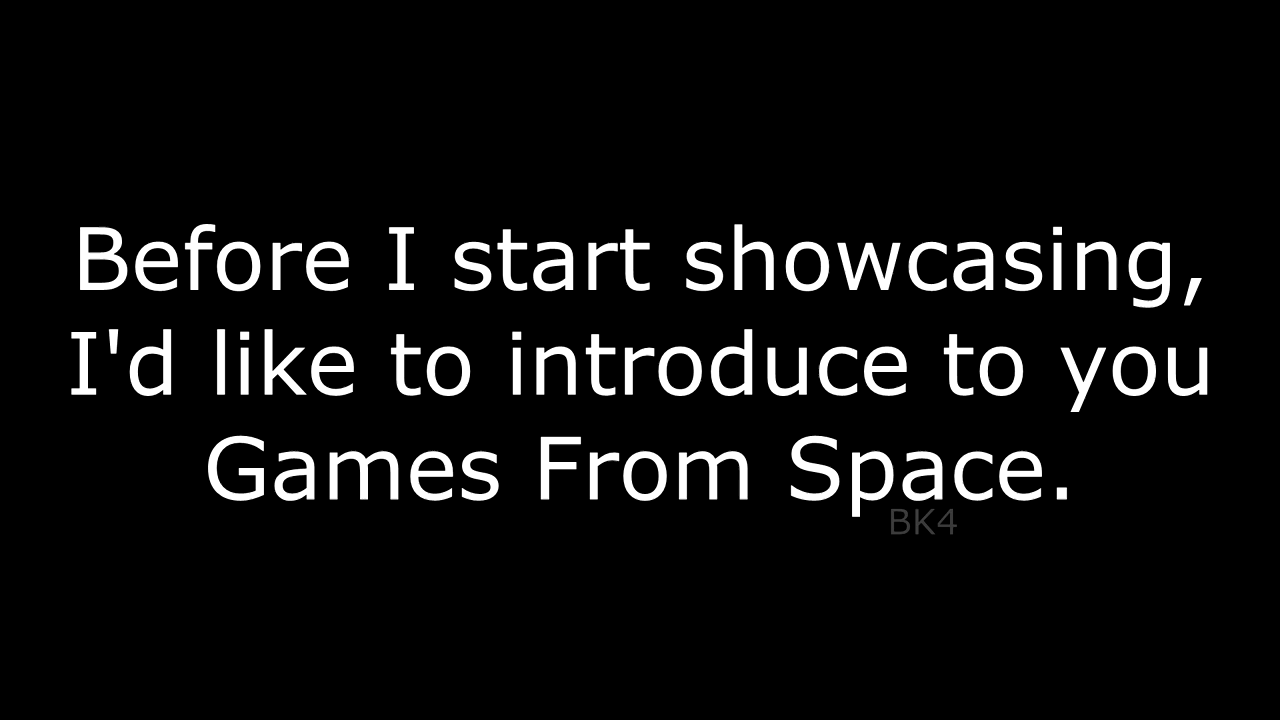 Before I start showcasing,
I'd like to introduce to you
Games From Space.
BK4